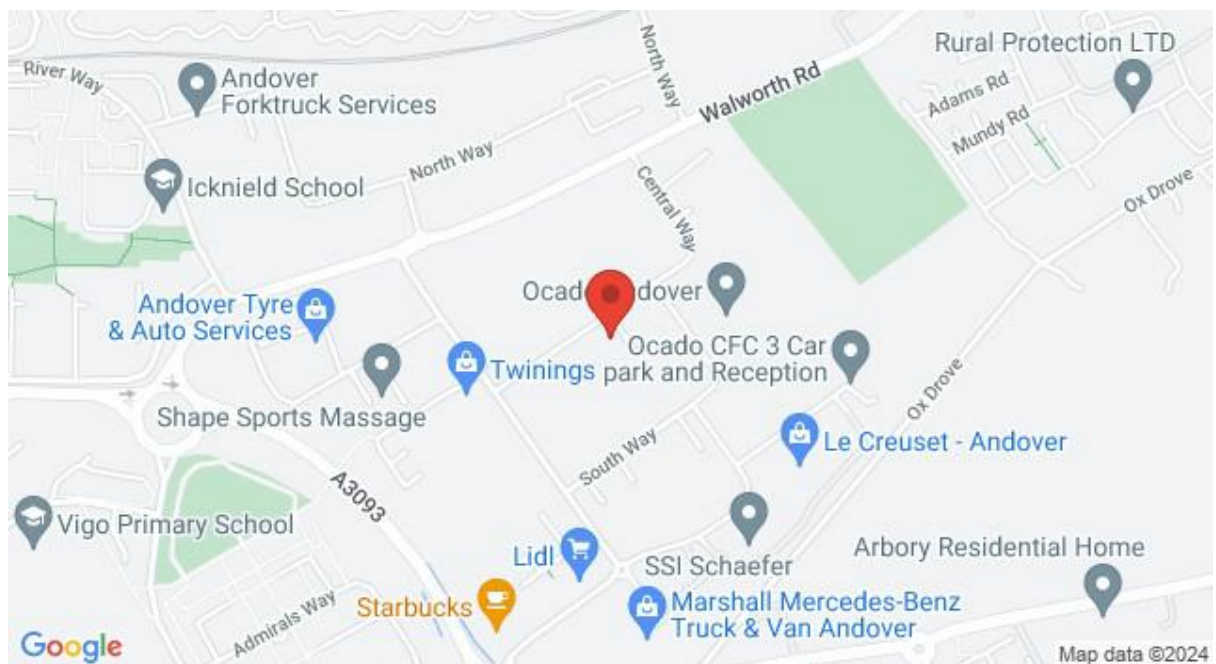 River Way
Andover
Forktruck Services
North Way
Walworth Rd
Rural Protection LTD
Adams Rd
Mundy Rd
Icknield School
North Way
Central Way
Ox Drove
Andover Tyre
& Auto Services
Twinings
Ocado CFC 3 Car
park and Reception
Shape Sports Massage
Ox Drove
Le Creuset - Andover
South Way
A3093
Vigo Primary School
Lidl
SSI Schaefer
Arbory Residential Home
Starbucks
Admirals Way
Marshall Mercedes-Benz
Truck & Van Andover
Google
Map data ©2024